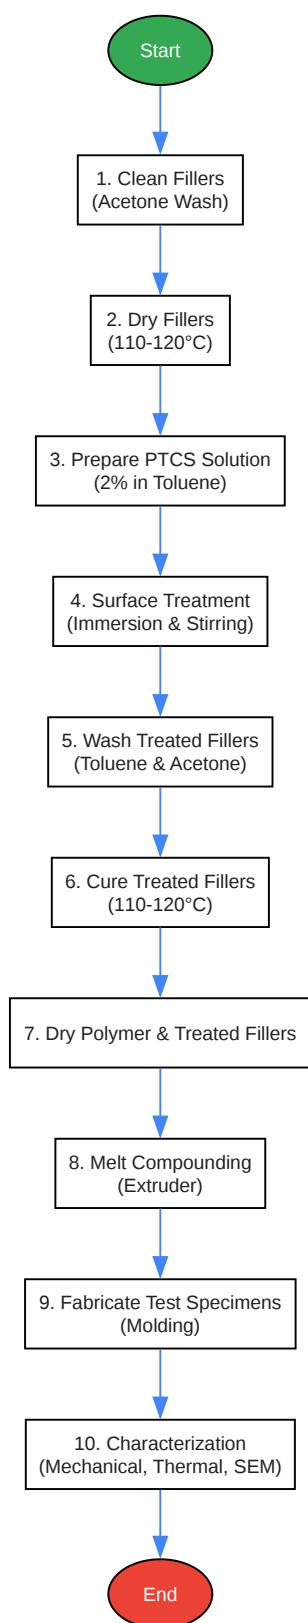 Start
1. Clean Fillers
(Acetone Wash)
2. Dry Fillers
(110-120°C)
3. Prepare PTCS Solution
(2% in Toluene)
4. Surface Treatment
(Immersion & Stirring)
5. Wash Treated Fillers
(Toluene & Acetone)
6. Cure Treated Fillers
(110-120°C)
7. Dry Polymer & Treated Fillers
8. Melt Compounding
(Extruder)
9. Fabricate Test Specimens
(Molding)
10. Characterization
(Mechanical, Thermal, SEM)
End